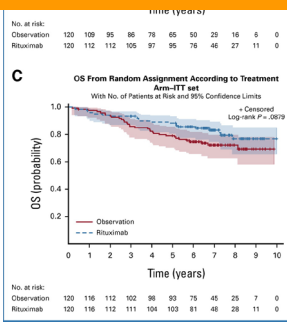 Time (years)
No. at risk:
Observation 120 109 95 86 78 65 50 29 16 6 0
Rituximab 120 112 112 105 97 95 76 46 27 11 0
C
OS From Random Assignment According to Treatment
Arm–ITT set
With No. of Patients at Risk and 95% Confidence Limits
+ Censored
Log-rank P = .0879
OS (probability)
1.0
0.8
0.6
0.4
0.2
Observation
Rituximab
0 1 2 3 4 5 6 7 8 9 10
Time (years)
No. at risk:
Observation 120 116 112 102 98 93 75 45 25 7 0
Rituximab 120 116 112 111 104 103 81 48 28 11 0